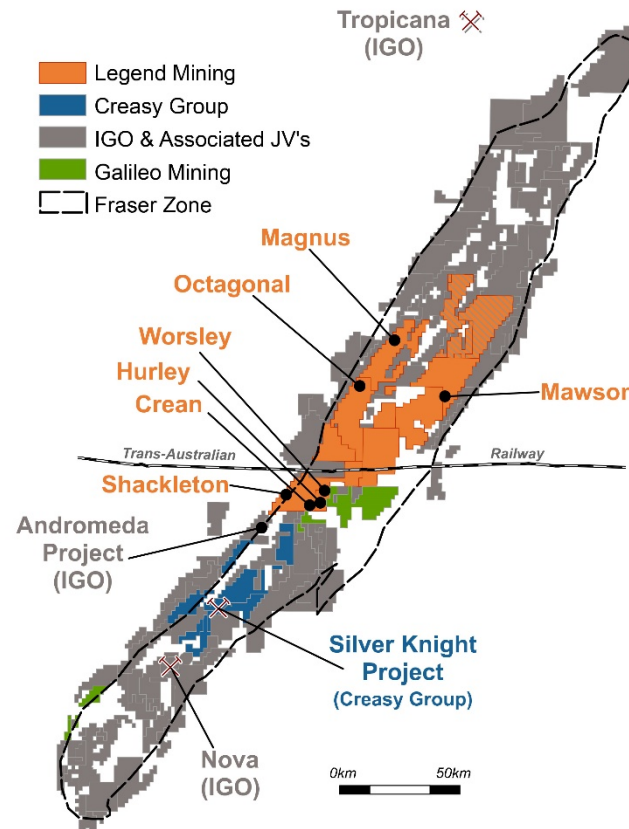 Tropicana
(IGO)
Legend Mining
Creasy Group
IGO & Associated JV's
Galileo Mining
Fraser Zone
Magnus
Octagonal
Worsley
Hurley
Crean
Mawson
Trans-Australian
Railway
Shackleton
Andromeda
Project
(IGO)
Silver Knight
Project
(Creasy Group)
Nova
(IGO)
0km
50km